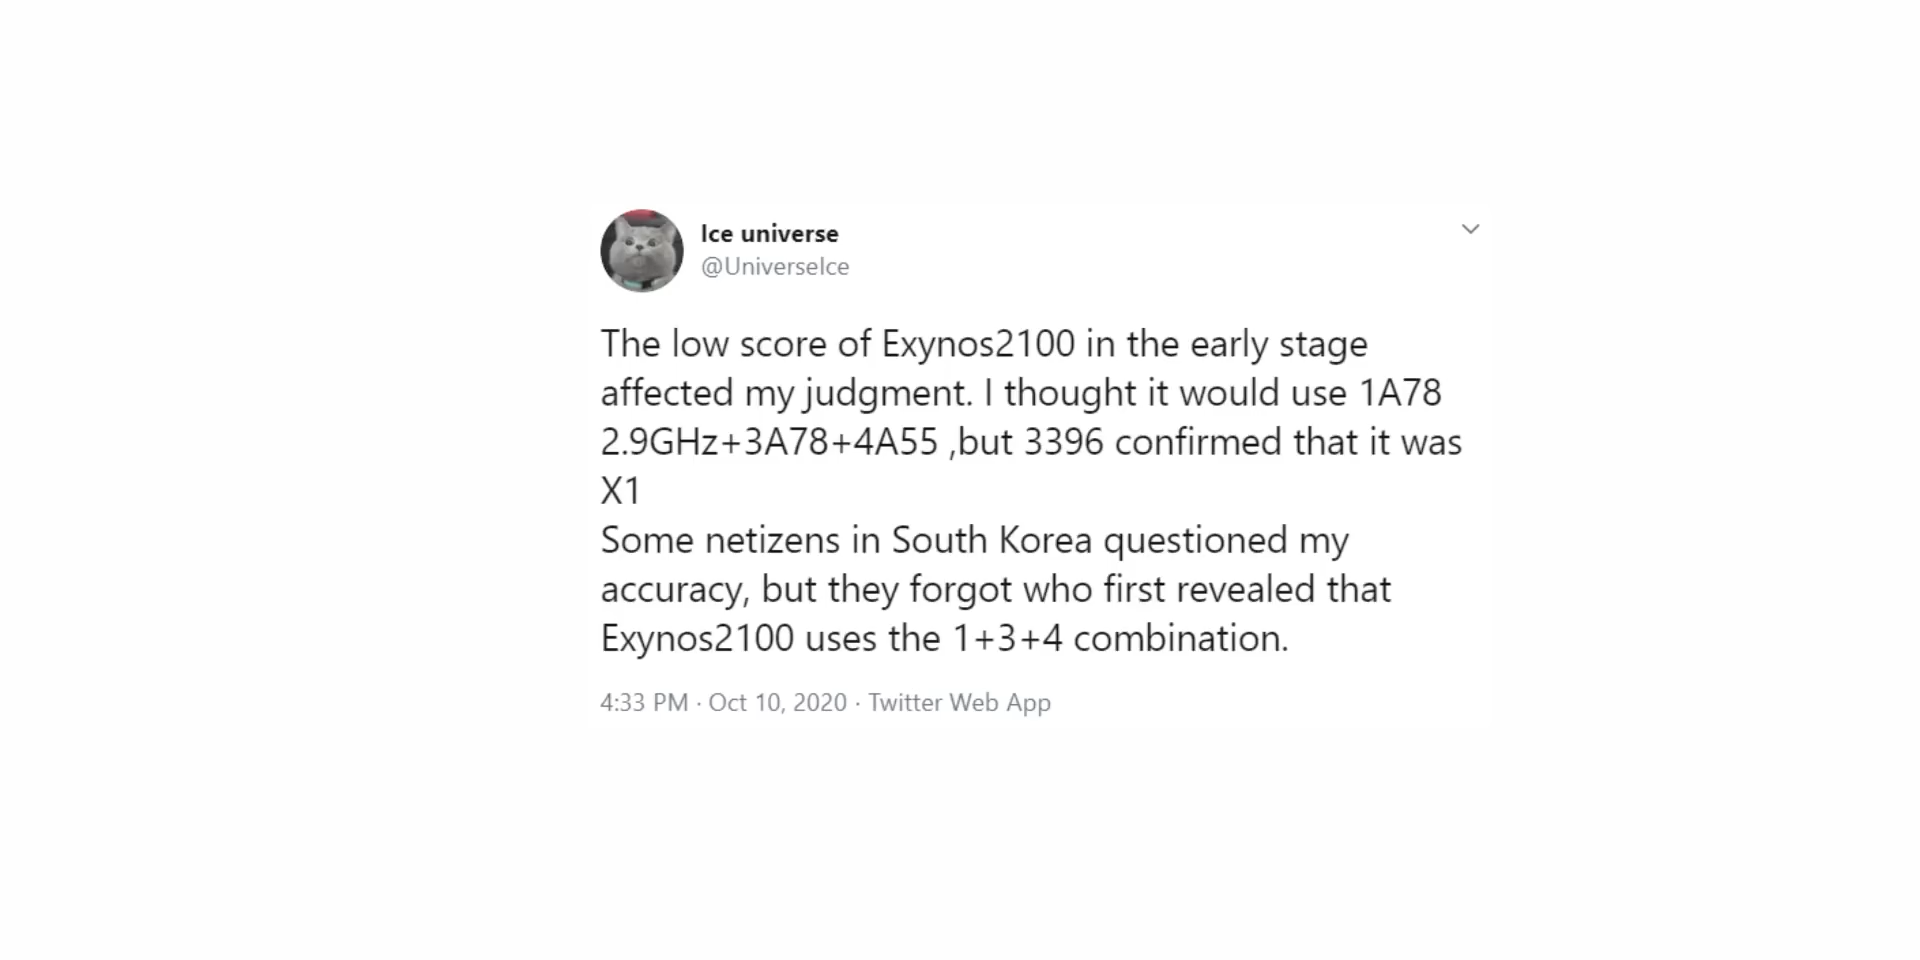 Ice universe
@UniverseIce
The low score of Exynos2100 in the early stage
affected my judgment. I thought it would use 1A78
2.9GHz+3A78+4A55 ,but 3396 confirmed that it was
X1
Some netizens in South Korea questioned my
accuracy, but they forgot who first revealed that
Exynos2100 uses the 1+3+4 combination.
4:33 PM · Oct 10, 2020 · Twitter Web App